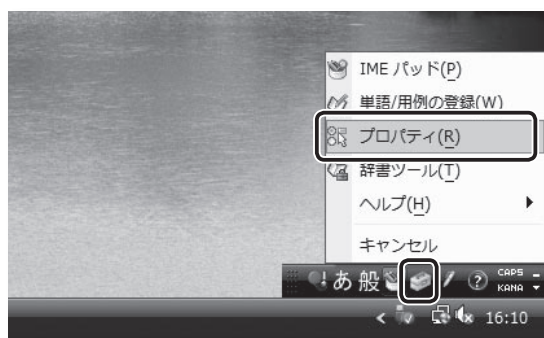 IME パッド(P)
単語/用例の登録(W)
プロパティ(R)
辞書ツール(T)
ヘルプ(H)
キャンセル
あ 般 ? CAPS
KANA
< 16:10